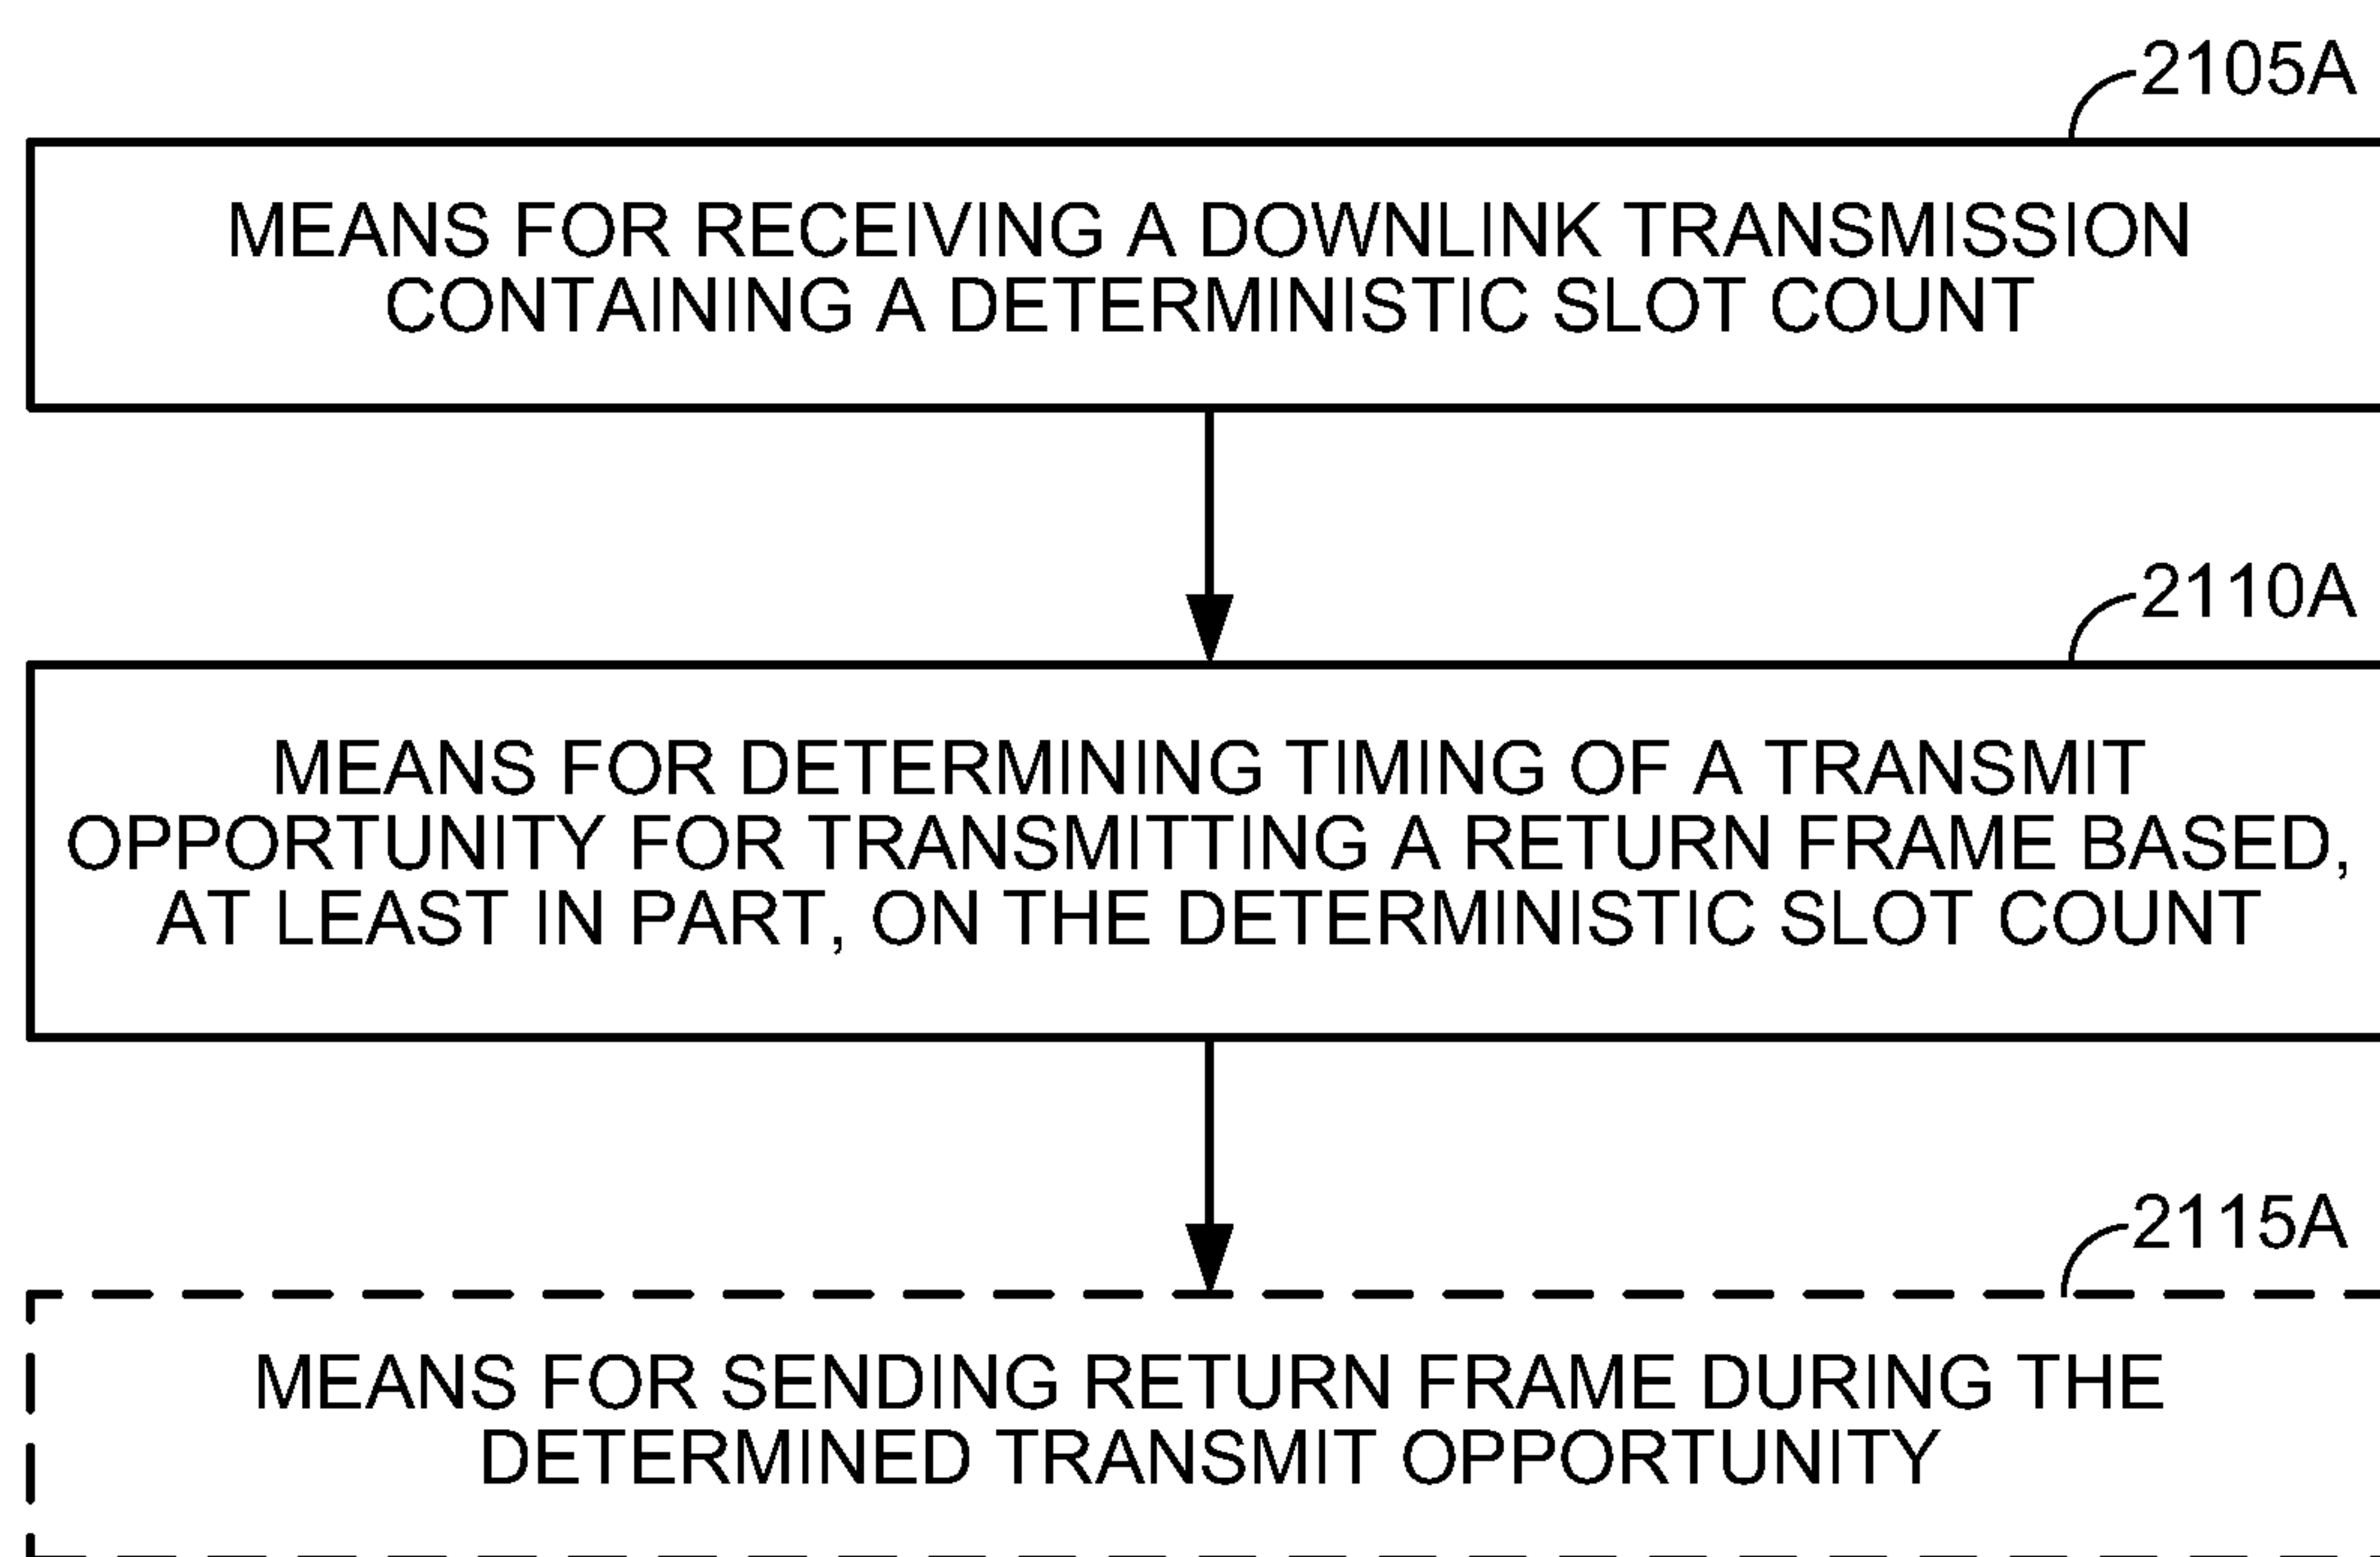 2105A
MEANS FOR RECEIVING A DOWNLINK TRANSMISSION
CONTAINING A DETERMINISTIC SLOT COUNT
2110A
MEANS FOR DETERMINING TIMING OF A TRANSMIT
OPPORTUNITY FOR TRANSMITTING A RETURN FRAME BASED,
AT LEAST IN PART, ON THE DETERMINISTIC SLOT COUNT
2115A
MEANS FOR SENDING RETURN FRAME DURING THE
DETERMINED TRANSMIT OPPORTUNITY